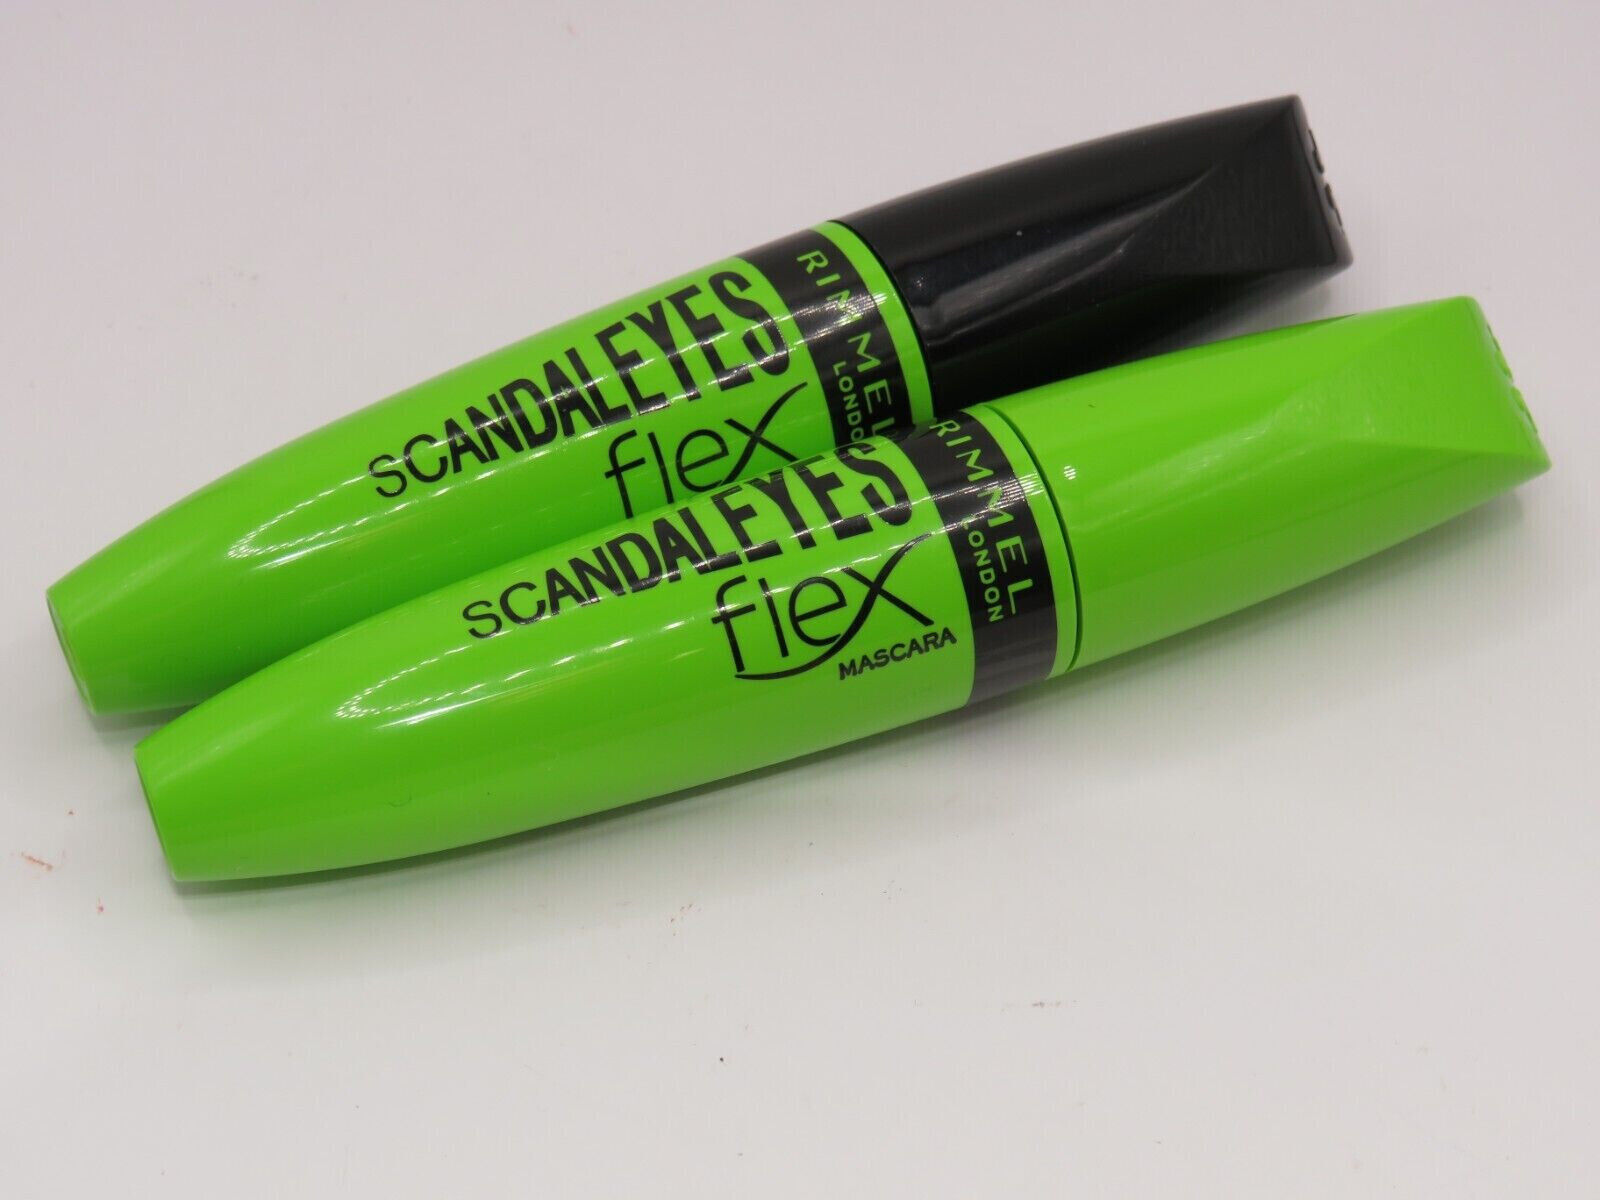 SCANDALEYES
flex
RIMMEL
LONDON
SCANDALEYES
flex
MASCARA
RIMMEL
LONDON